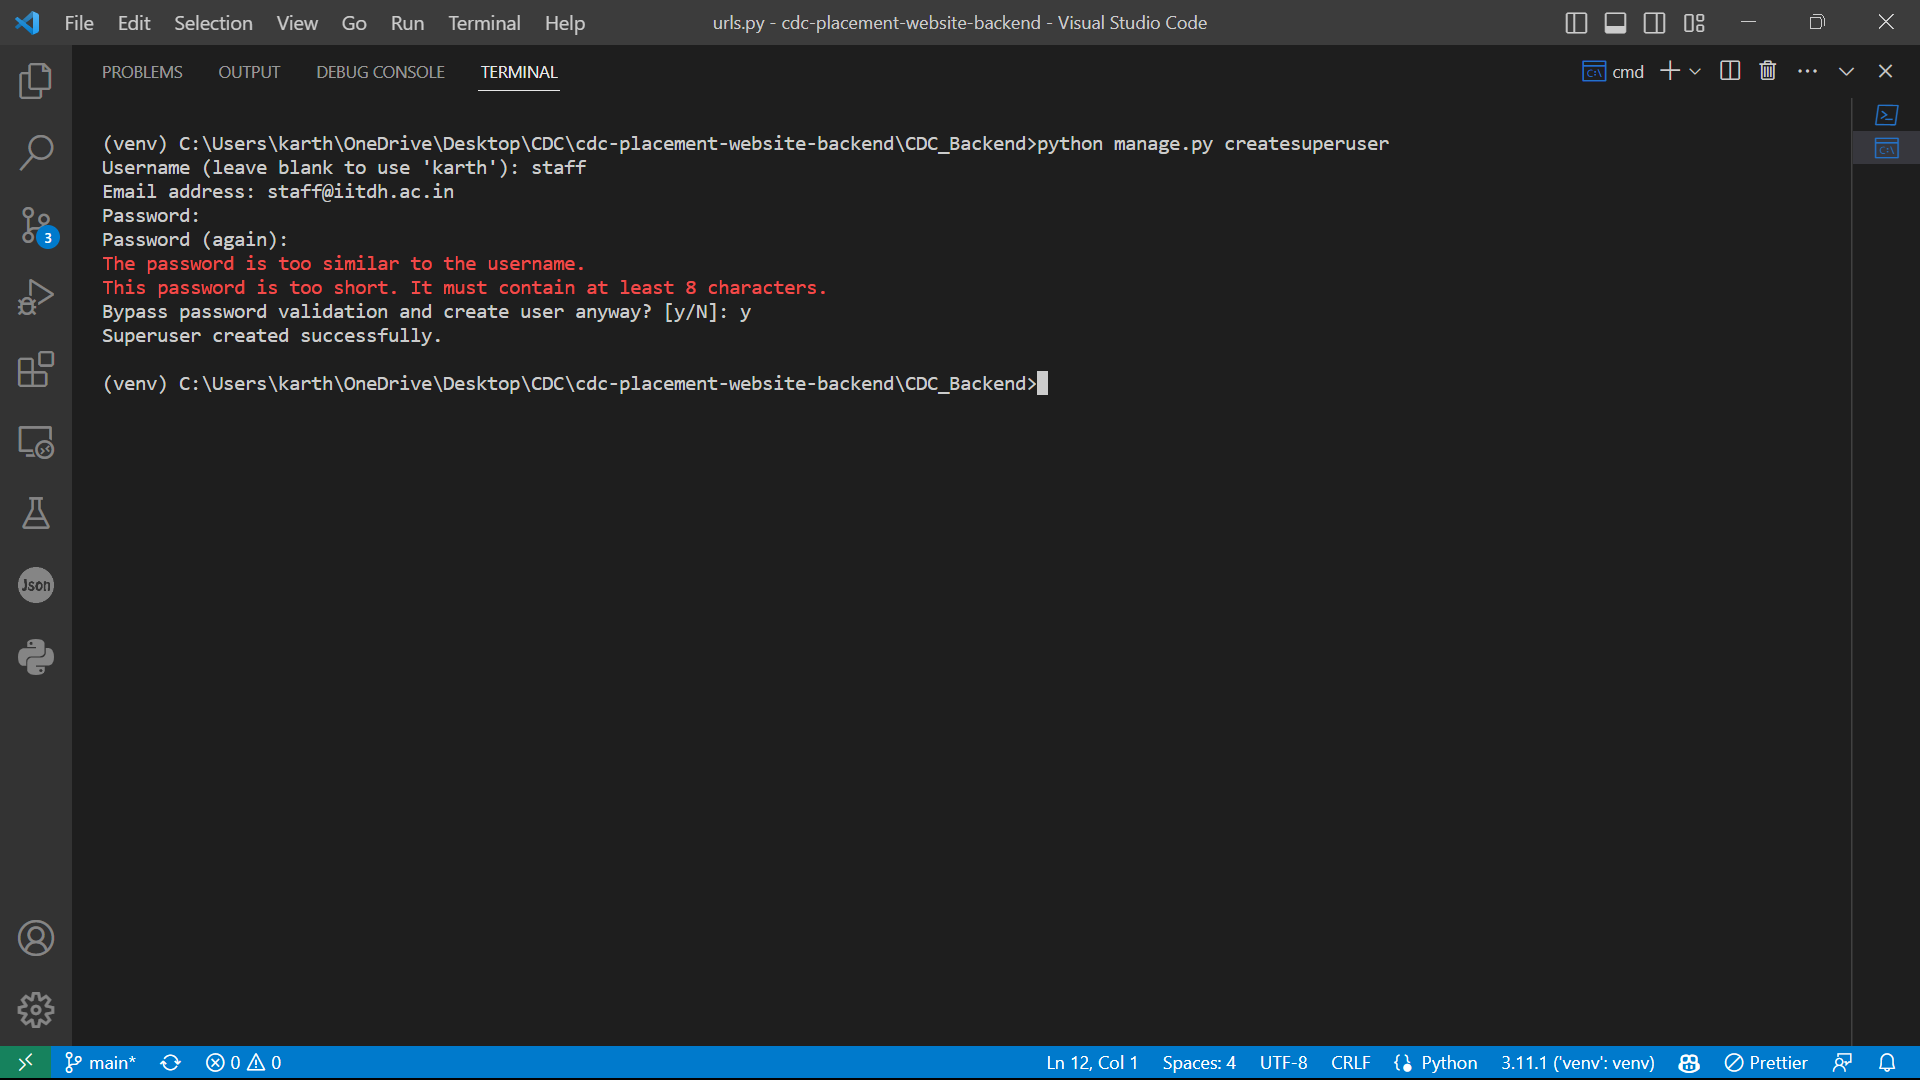 File Edit Selection View Go Run Terminal Help urls.py - cdc-placement-website-backend - Visual Studio Code
PROBLEMS OUTPUT DEBUG CONSOLE TERMINAL cmd
(venv) C:\Users\karth\OneDrive\Desktop\CDC\cdc-placement-website-backend\CDC_Backend>python manage.py createsuperuser
Username (leave blank to use 'karth'): staff
Email address: staff@iitdh.ac.in
Password:
Password (again):
The password is too similar to the username.
This password is too short. It must contain at least 8 characters.
Bypass password validation and create user anyway? [y/N]: y
Superuser created successfully.
(venv) C:\Users\karth\OneDrive\Desktop\CDC\cdc-placement-website-backend\CDC_Backend>
3
Json
main* 0 0 Ln 12, Col 1 Spaces: 4 UTF-8 CRLF Python 3.11.1 ('venv': venv) Prettier